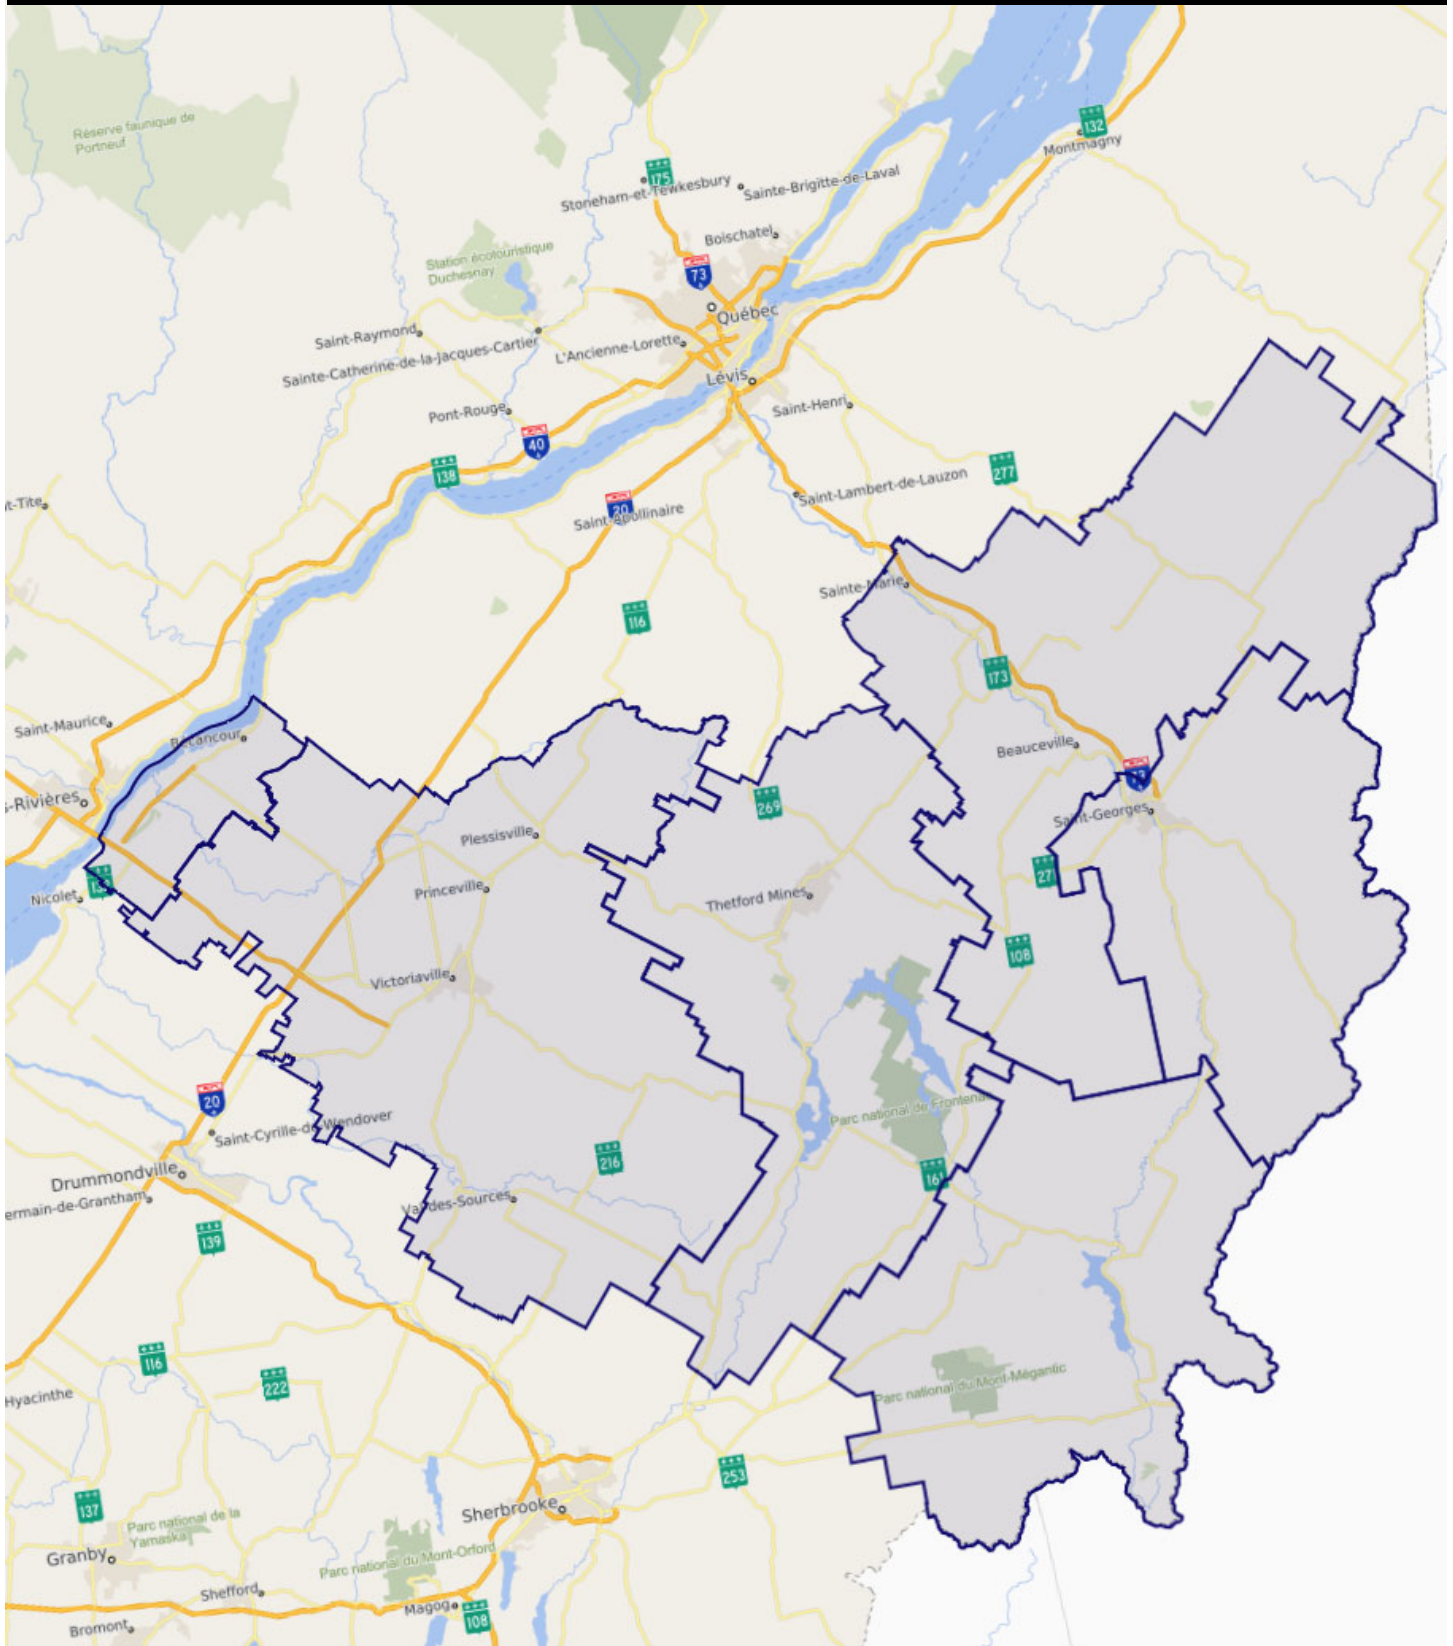 Réserve faunique de
Portneuf
132
Montmagny
175
Stoneham-et-Tewkesbury
Sainte-Brigitte-de-Laval
Boischatel
Station écotouristique
Duchesnay
73
Québec
Saint-Raymond
Sainte-Catherine-de-la-Jacques-Cartier
L'Ancienne-Lorette
Lévis
Pont-Rouge
Saint-Henri
40
138
277
t-Tite
Saint-Lambert-de-Lauzon
20
Saint-Apollinaire
Sainte-Marie
116
173
Saint-Maurice
Bécancour
Beauceville
s-Rivières
269
Saint-Georges
Plessisville
Nicolet
Princeville
Thetford Mines
27
108
Victoriaville
20
Parc national de Frontenac
Saint-Cyrille-de-Wendover
Drummondville
216
161
ermain-de-Grantham
Val-des-Sources
139
116
222
Hyacinthe
Parc national du Mont-Mégantic
253
137
Sherbrooke
Parc national de la
Yamaska
Granby
Parc national du Mont-Orford
Shefford
Magog
108
Bromont